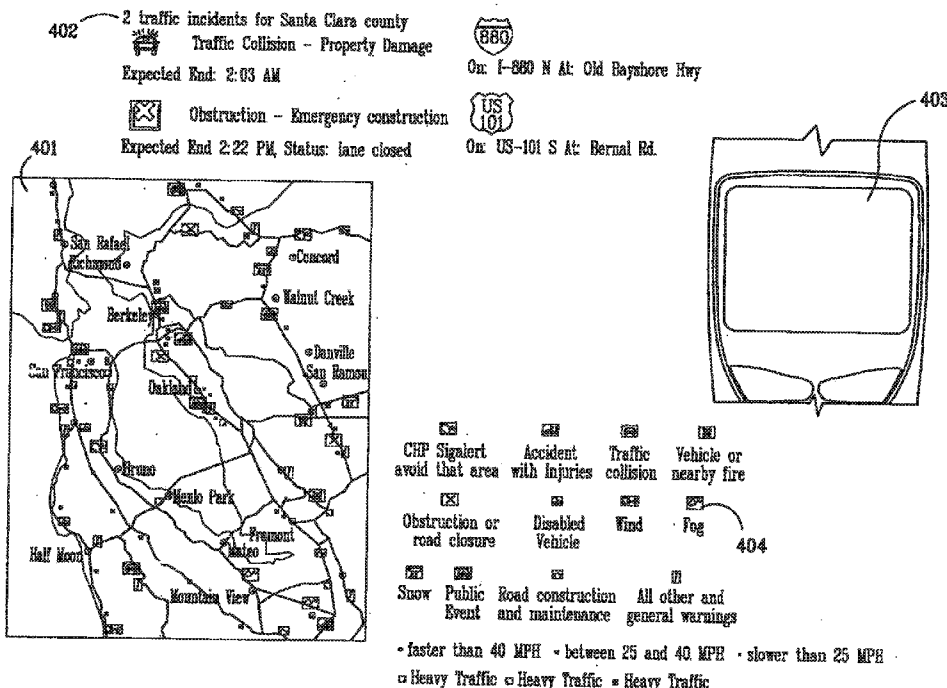 402
2 traffic incidents for Santa Clara county
Traffic Collision - Property Damage
Expected End: 2:03 AM
880
On: I-880 N At: Old Bayshore Hwy
Obstruction - Emergency construction
Expected End 2:22 PM, Status: lane closed
US
101
On: US-101 S At: Bernal Rd.
401
403
San Rafael
Richmond
Concord
Walnut Creek
Berkeley
Danville
San Francisco
San Ramon
Oakland
Bruno
Menlo Park
Fremont
Mateo
Half Moon
Mountain View
CHP Sigalert
avoid that area
Accident
with Injuries
Traffic
collision
Vehicle or
nearby fire
Obstruction or
road closure
Disabled
Vehicle
Wind
Fog
404
Snow
Public
Event
Road construction
and maintenance
All other and
general warnings
faster than 40 MPH
between 25 and 40 MPH
slower than 25 MPH
Heavy Traffic
Heavy Traffic
Heavy Traffic